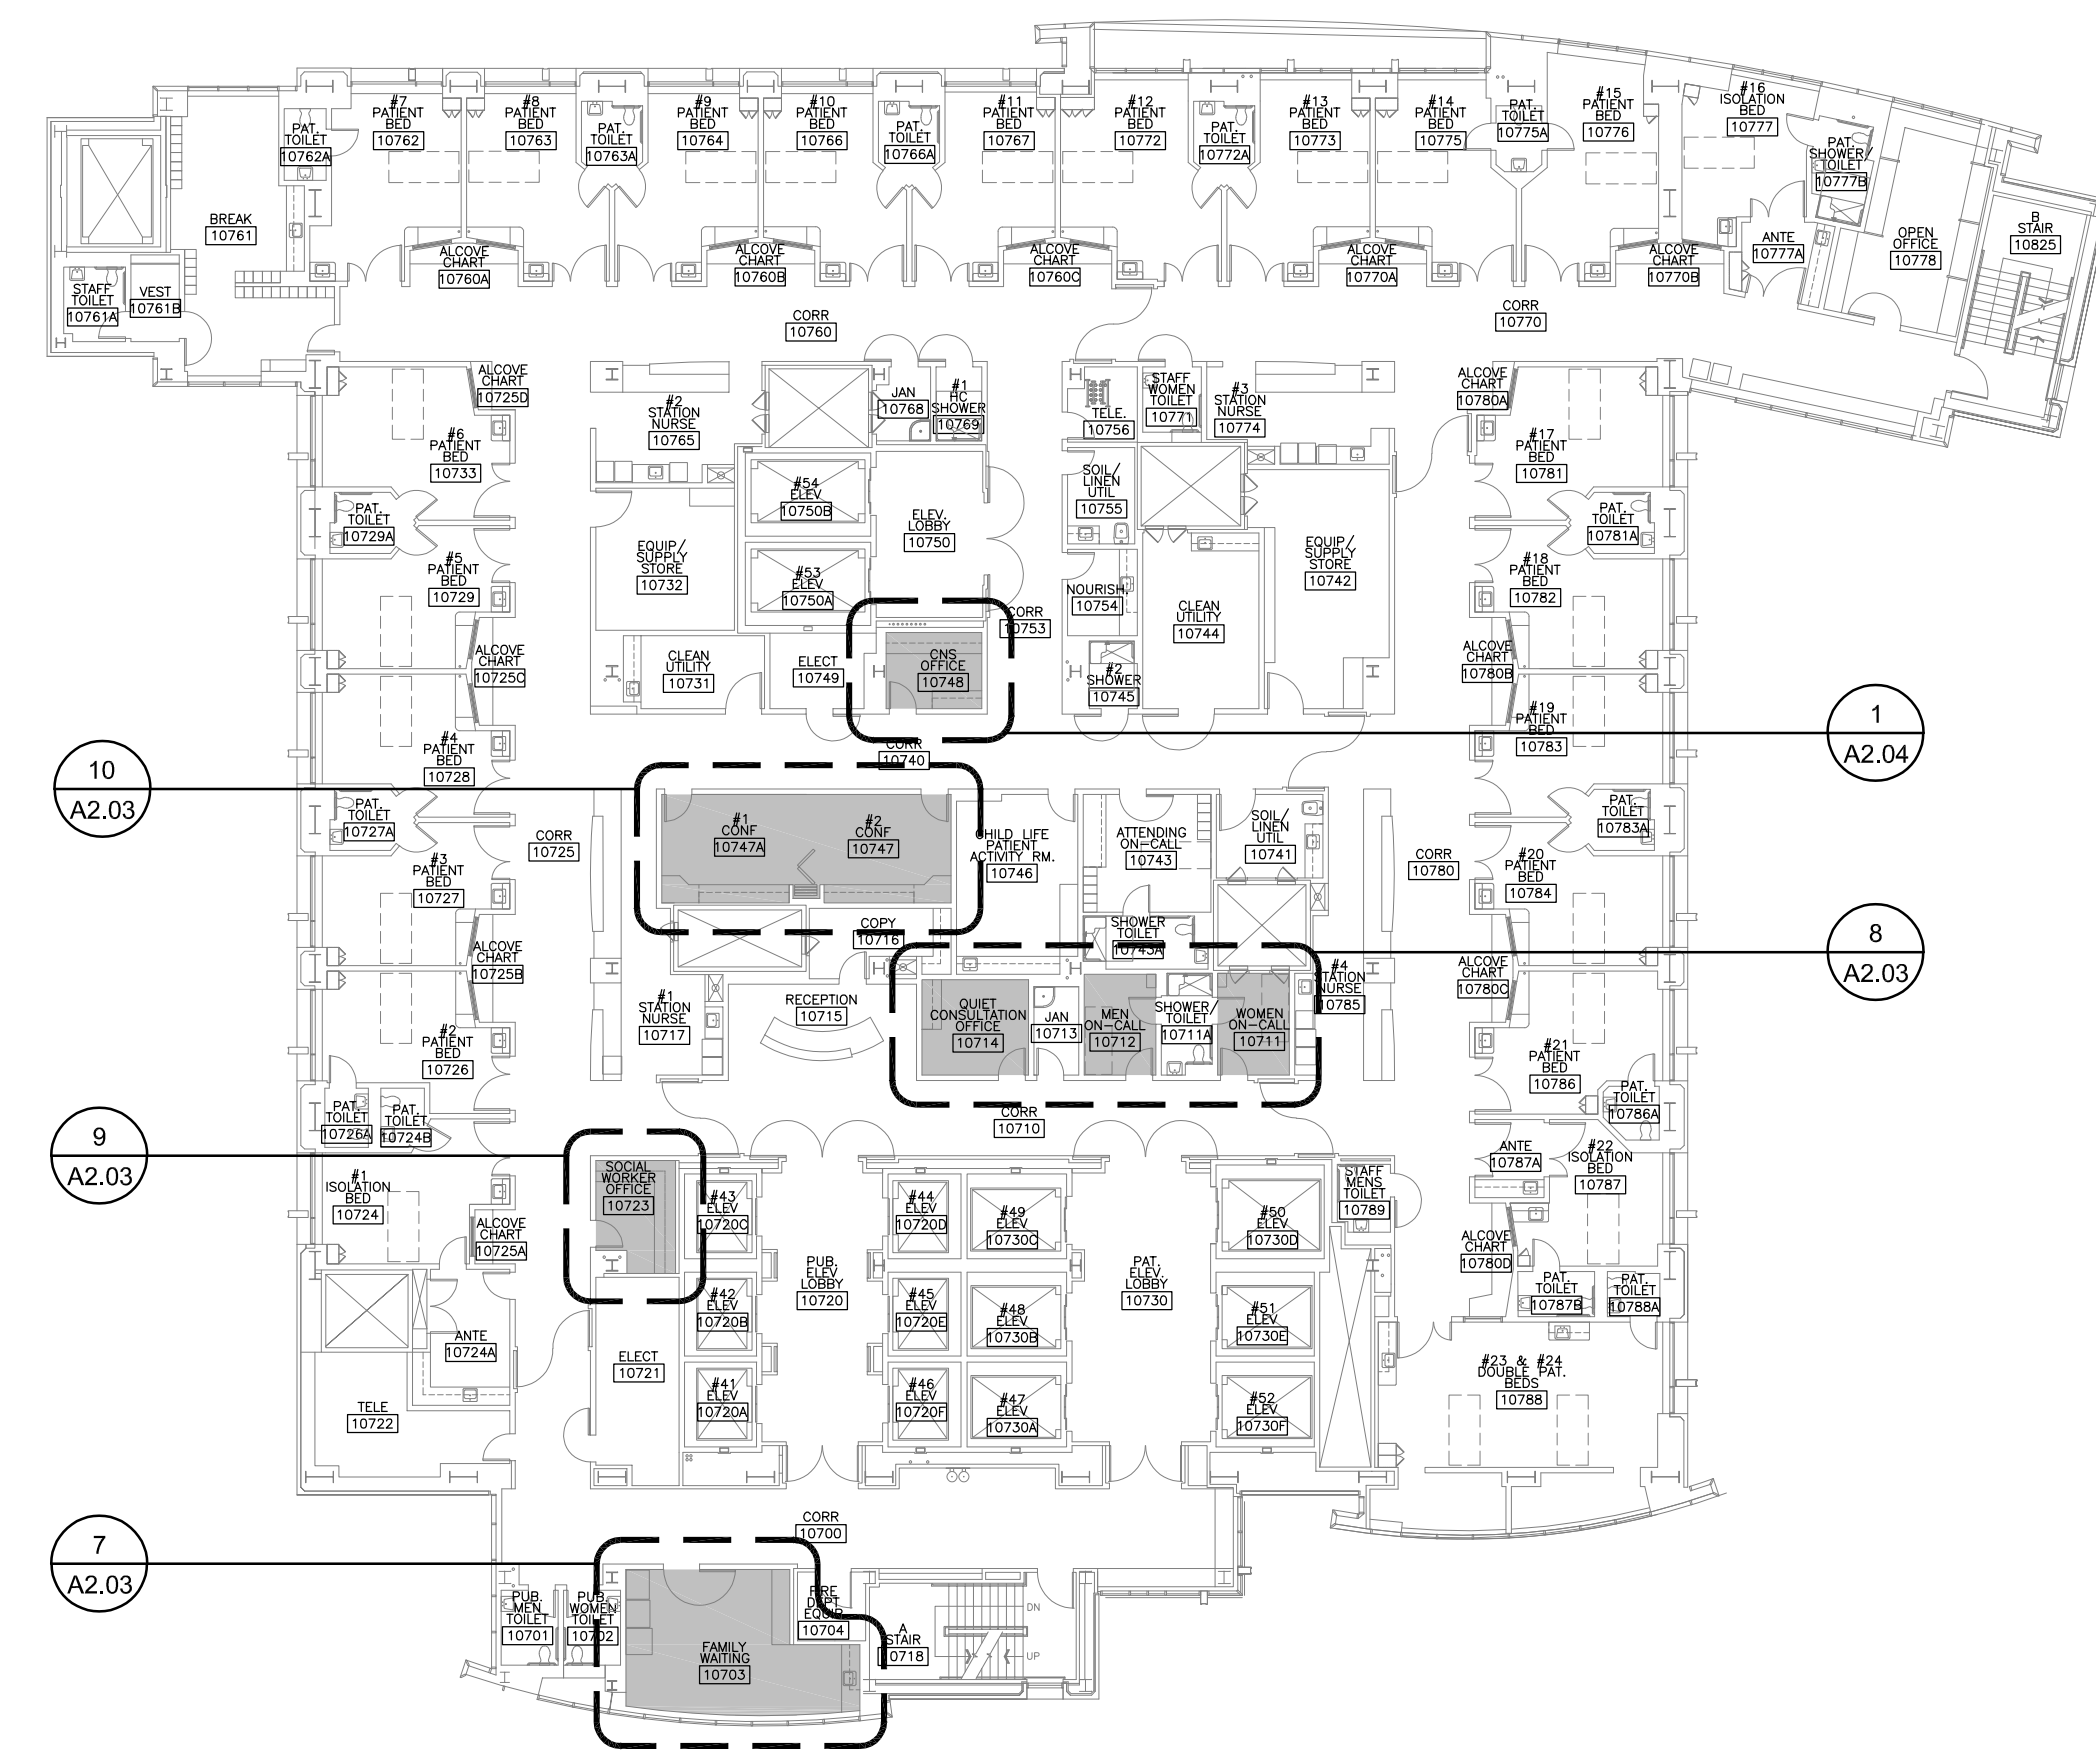 #7
PATIENT
BED
10762
#8
PATIENT
BED
10763
#9
PATIENT
BED
10764
#10
PATIENT
BED
10766
#11
PATIENT
BED
10767
#12
PATIENT
BED
10772
#13
PATIENT
BED
10773
#14
PATIENT
BED
10775
#15
PATIENT
BED
10776
#16
ISOLATION
BED
10777
PAT.
TOILET
10762A
PAT.
TOILET
10763A
PAT.
TOILET
10766A
PAT.
TOILET
10772A
PAT.
TOILET
10775A
PAT.
SHOWER/
TOILET
10777B
BREAK
10761
ALCOVE
CHART
10760A
ALCOVE
CHART
10760B
ALCOVE
CHART
10760C
ALCOVE
CHART
10770A
ALCOVE
CHART
10770B
ANTE
10777A
OPEN
OFFICE
10778
B
STAIR
10825
STAFF
TOILET
10761A
VEST
10761B
CORR
10760
CORR
10770
ALCOVE
CHART
10725D
#2
STATION
NURSE
10765
JAN
10768
#1
HC
SHOWER
10769
TELE.
10756
STAFF
WOMEN
TOILET
10771
#3
STATION
NURSE
10774
ALCOVE
CHART
10780A
#6
PATIENT
BED
10733
#17
PATIENT
BED
10781
#54
ELEV
10750B
SOIL/
LINEN
UTIL
10755
PAT.
TOILET
10729A
ELEV.
LOBBY
10750
PAT.
TOILET
10781A
EQUIP/
SUPPLY
STORE
10732
EQUIP/
SUPPLY
STORE
10742
#5
PATIENT
BED
10729
#53
ELEV
10750A
NOURISH.
10754
CLEAN
UTILITY
10744
#18
PATIENT
BED
10782
CORR
10753
ALCOVE
CHART
10725C
CLEAN
UTILITY
10731
ELECT
10749
CNS
OFFICE
10748
#2
SHOWER
10745
ALCOVE
CHART
10780B
#4
PATIENT
BED
10728
CORR
10740
#19
PATIENT
BED
10783
1
A2.04
10
A2.03
PAT.
TOILET
10727A
CORR
10725
#1
CONF
10747A
#2
CONF
10747
CHILD LIFE
PATIENT
ACTIVITY RM.
10746
ATTENDING
ON-CALL
10743
SOIL/
LINEN
UTIL
10741
PAT.
TOILET
10783A
CORR
10780
#3
PATIENT
BED
10727
#20
PATIENT
BED
10784
ALCOVE
CHART
10725B
COPY
10716
SHOWER
TOILET
10743A
8
A2.03
ALCOVE
CHART
10780C
#1
STATION
NURSE
10717
RECEPTION
10715
QUIET
CONSULTATION
OFFICE
10714
JAN
10713
MEN
ON-CALL
10712
SHOWER/
TOILET
10711A
WOMEN
ON-CALL
10711
#4
STATION
NURSE
10785
#2
PATIENT
BED
10726
#21
PATIENT
BED
10786
PAT.
TOILET
10726A
PAT.
TOILET
10724B
CORR
10710
PAT.
TOILET
10786A
9
A2.03
#1
ISOLATION
BED
10724
SOCIAL
WORKER
OFFICE
10723
#43
ELEV
10720C
#44
ELEV
10720D
#49
ELEV
10730C
#50
ELEV
10730D
STAFF
MENS
TOILET
10789
ANTE
10787A
#22
ISOLATION
BED
10787
ALCOVE
CHART
10725A
ALCOVE
CHART
10780D
PUB.
ELEV
LOBBY
10720
PAT.
ELEV.
LOBBY
10730
PAT.
TOILET
10787B
PAT.
TOILET
10788A
#42
ELEV
10720B
#45
ELEV
10720E
#48
ELEV
10730B
#51
ELEV
10730E
ANTE
10724A
ELECT
10721
#41
ELEV
10720A
#46
ELEV
10720F
#47
ELEV
10730A
#52
ELEV
10730F
#23 & #24
DOUBLE PAT.
BEDS
10788
TELE
10722
CORR
10700
7
A2.03
PUB.
MEN
TOILET
10701
PUB.
WOMEN
TOILET
10702
FAMILY
WAITING
10703
FIRE
DEPT
EQUIP
10704
A
STAIR
10718
DN
UP